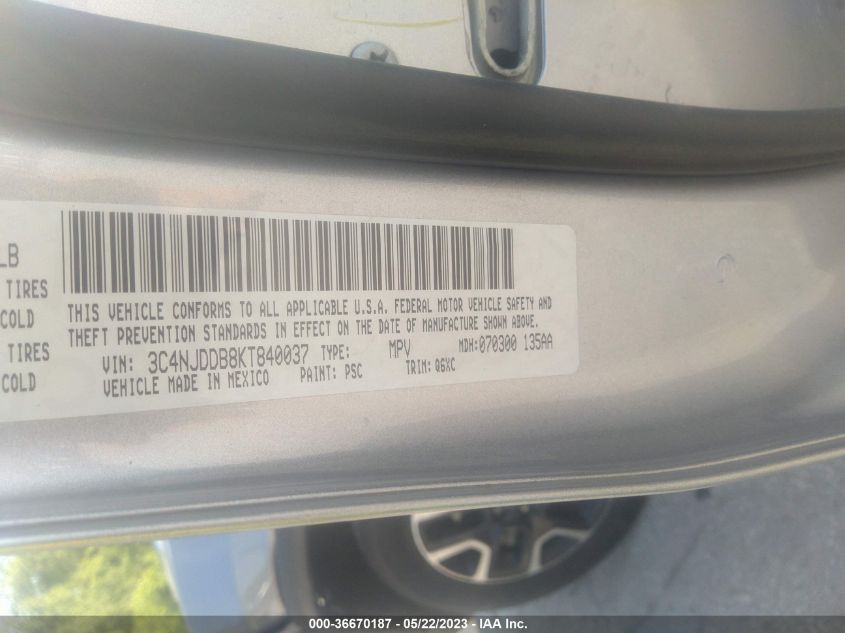 LB
TIRES
COLD
TIRES
COLD
THIS VEHICLE CONFORMS TO ALL APPLICABLE U.S.A. FEDERAL MOTOR VEHICLE SAFETY AND
THEFT PREVENTION STANDARDS IN EFFECT ON THE DATE OF MANUFACTURE SHOWN ABOVE.
VIN: 3C4NJDDB8KT840037 TYPE: MPV MDH:070300 135AA
VEHICLE MADE IN MEXICO PAINT: PSC TRIM: Q6XC
000-36670187 - 05/22/2023 - IAA Inc.